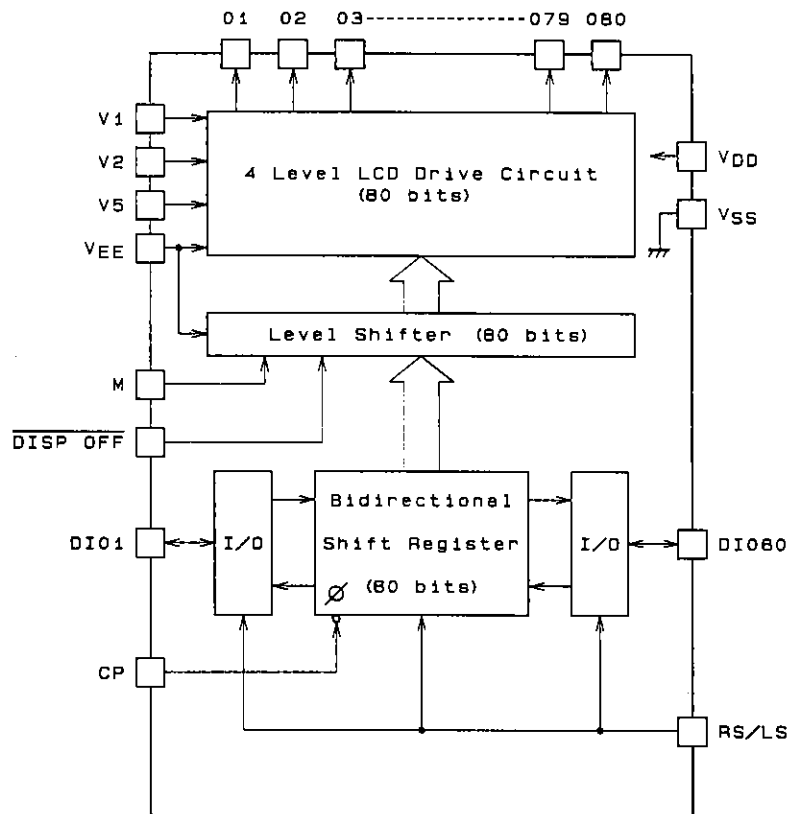 O1 O2 O3 O79 O80
V1
V2
V5
VEE
4 Level LCD Drive Circuit
(80 bits)
VDD
VSS
Level Shifter (80 bits)
M
DISP OFF
DIO1
I/O
Bidirectional
Shift Register
(80 bits)
Ø
I/O
DIO80
CP
RS/LS